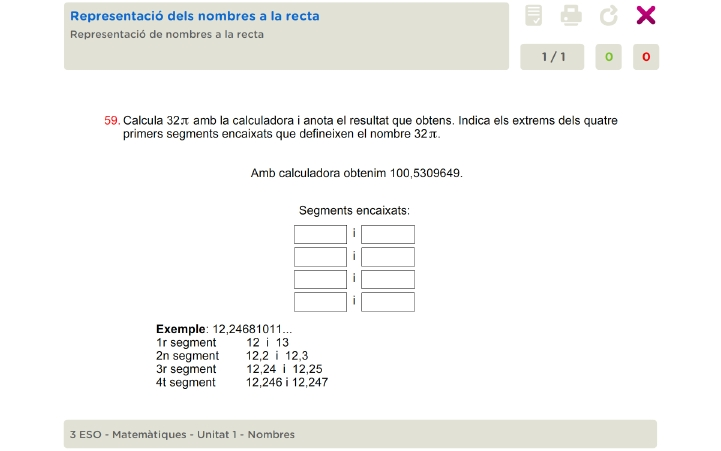 Representació dels nombres a la recta
Representació de nombres a la recta
1 / 1 0 0
59. Calcula 32π amb la calculadora i anota el resultat que obtens. Indica els extrems dels quatre
primers segments encaixats que defineixen el nombre 32π.
Amb calculadora obtenim 100,5309649.
Segments encaixats:
i
i
i
i
Exemple: 12,24681011...
1r segment 12 i 13
2n segment 12,2 i 12,3
3r segment 12,24 i 12,25
4t segment 12,246 i 12,247
3 ESO - Matemàtiques - Unitat 1 - Nombres